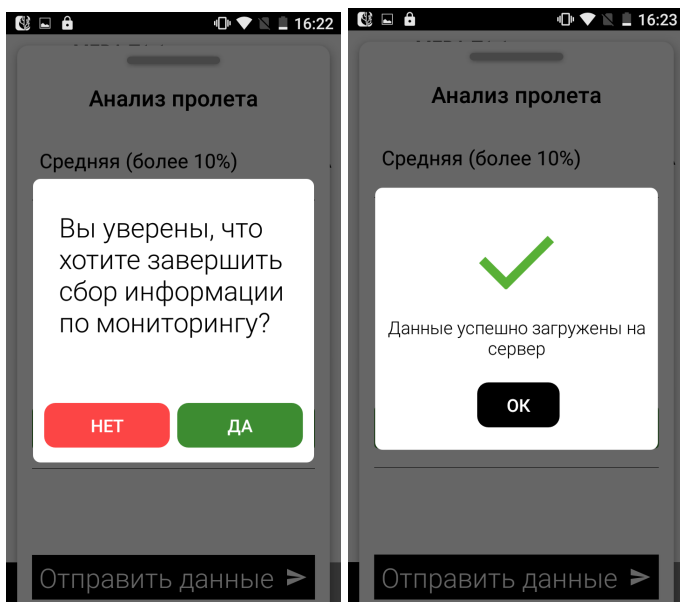 16:22
Анализ пролета
Средняя (более 10%)
Вы уверены, что
хотите завершить
сбор информации
по мониторингу?
НЕТ
ДА
Отправить данные
16:23
Анализ пролета
Средняя (более 10%)
Данные успешно загружены на
сервер
ОК
Отправить данные